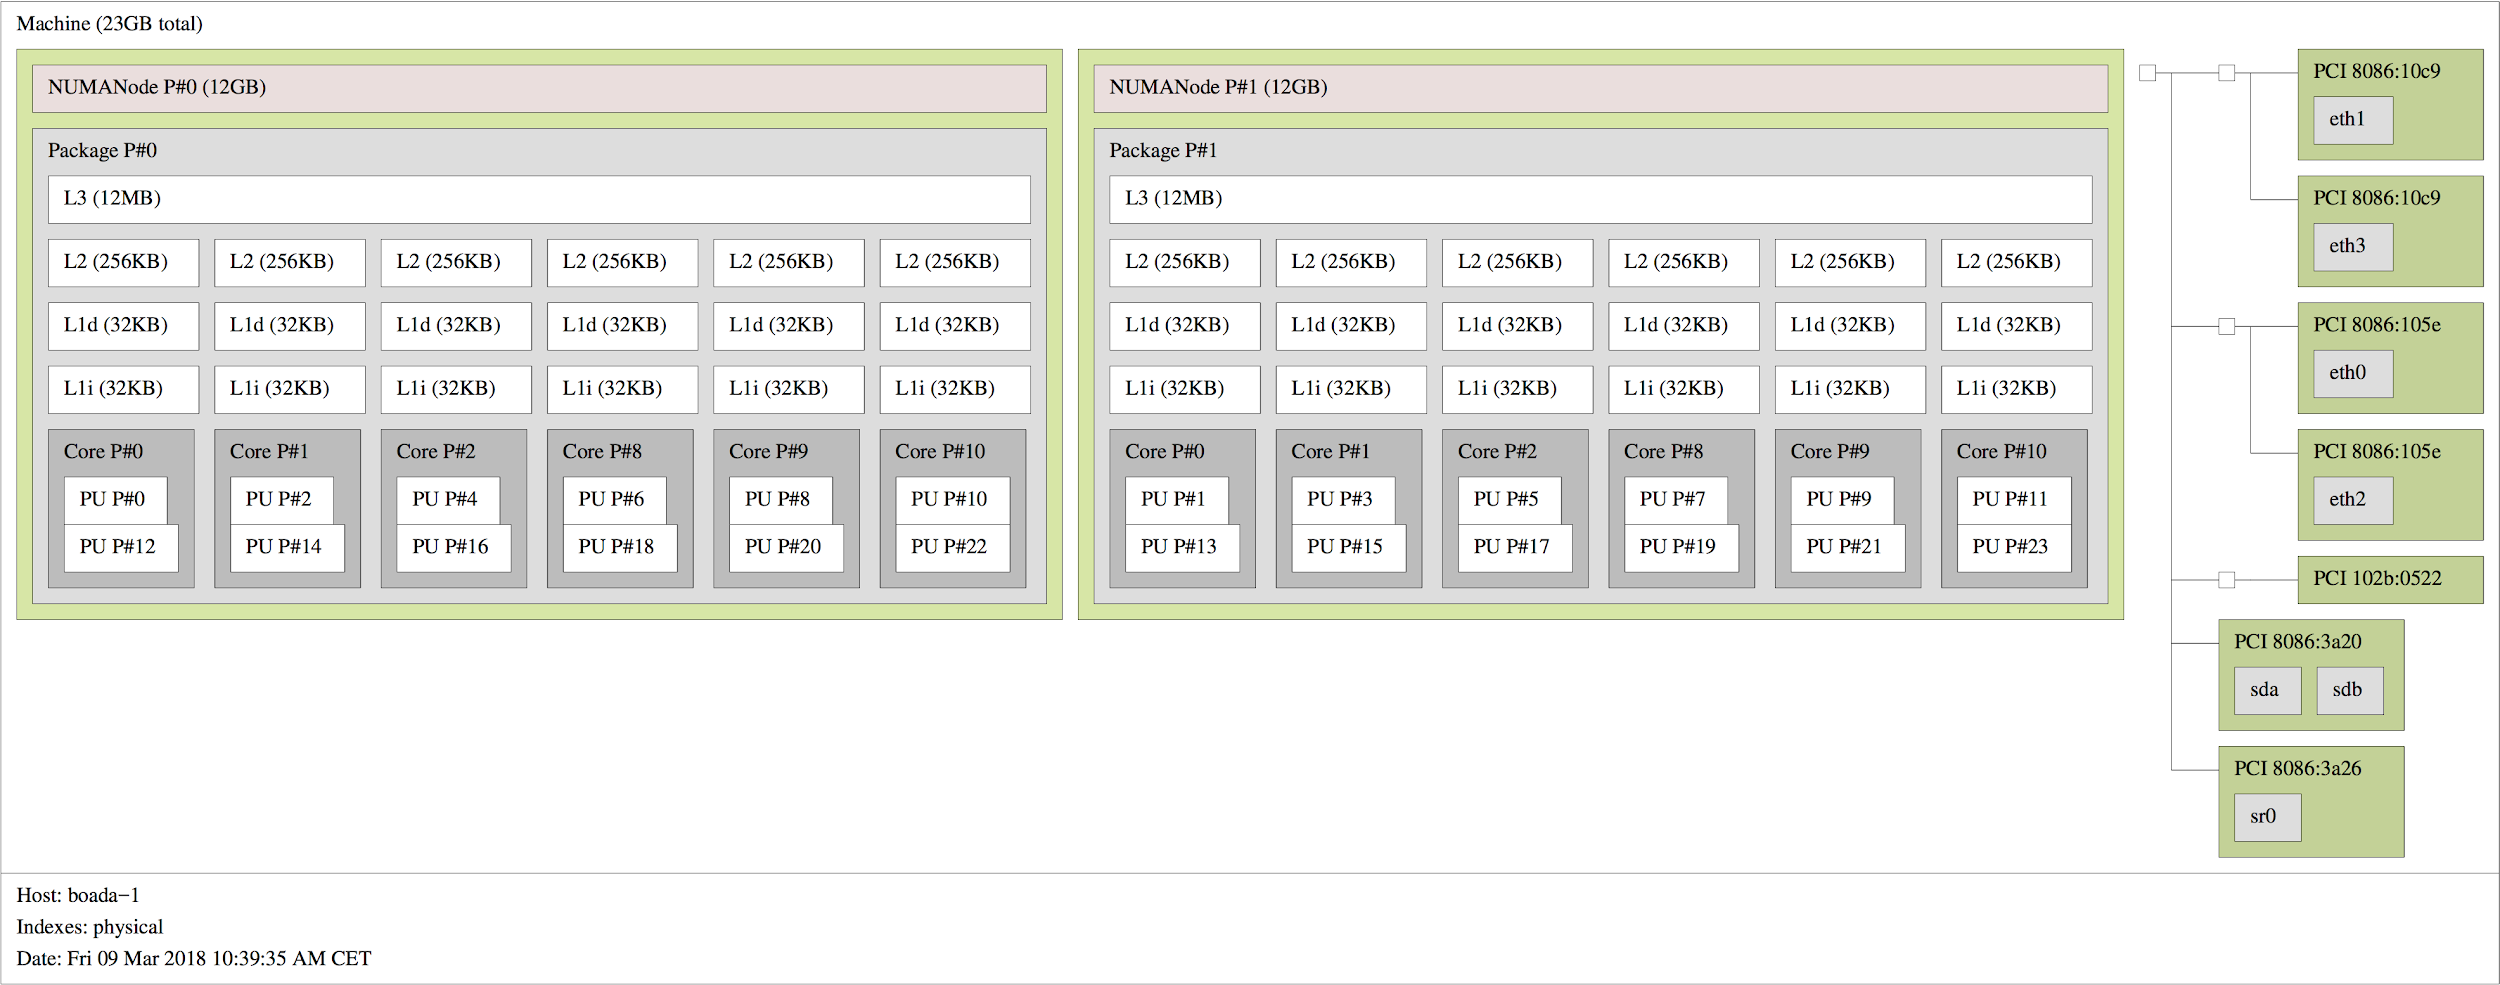 Machine (23GB total)
NUMANode P#0 (12GB)
Package P#0
L3 (12MB)
L2 (256KB) L2 (256KB) L2 (256KB) L2 (256KB) L2 (256KB) L2 (256KB)
L1d (32KB) L1d (32KB) L1d (32KB) L1d (32KB) L1d (32KB) L1d (32KB)
L1i (32KB) L1i (32KB) L1i (32KB) L1i (32KB) L1i (32KB) L1i (32KB)
Core P#0 Core P#1 Core P#2 Core P#8 Core P#9 Core P#10
PU P#0 PU P#2 PU P#4 PU P#6 PU P#8 PU P#10
PU P#12 PU P#14 PU P#16 PU P#18 PU P#20 PU P#22
NUMANode P#1 (12GB)
Package P#1
L3 (12MB)
L2 (256KB) L2 (256KB) L2 (256KB) L2 (256KB) L2 (256KB) L2 (256KB)
L1d (32KB) L1d (32KB) L1d (32KB) L1d (32KB) L1d (32KB) L1d (32KB)
L1i (32KB) L1i (32KB) L1i (32KB) L1i (32KB) L1i (32KB) L1i (32KB)
Core P#0 Core P#1 Core P#2 Core P#8 Core P#9 Core P#10
PU P#1 PU P#3 PU P#5 PU P#7 PU P#9 PU P#11
PU P#13 PU P#15 PU P#17 PU P#19 PU P#21 PU P#23
PCI 8086:10c9
eth1
PCI 8086:10c9
eth3
PCI 8086:105e
eth0
PCI 8086:105e
eth2
PCI 102b:0522
PCI 8086:3a20
sda sdb
PCI 8086:3a26
sr0
Host: boada-1
Indexes: physical
Date: Fri 09 Mar 2018 10:39:35 AM CET